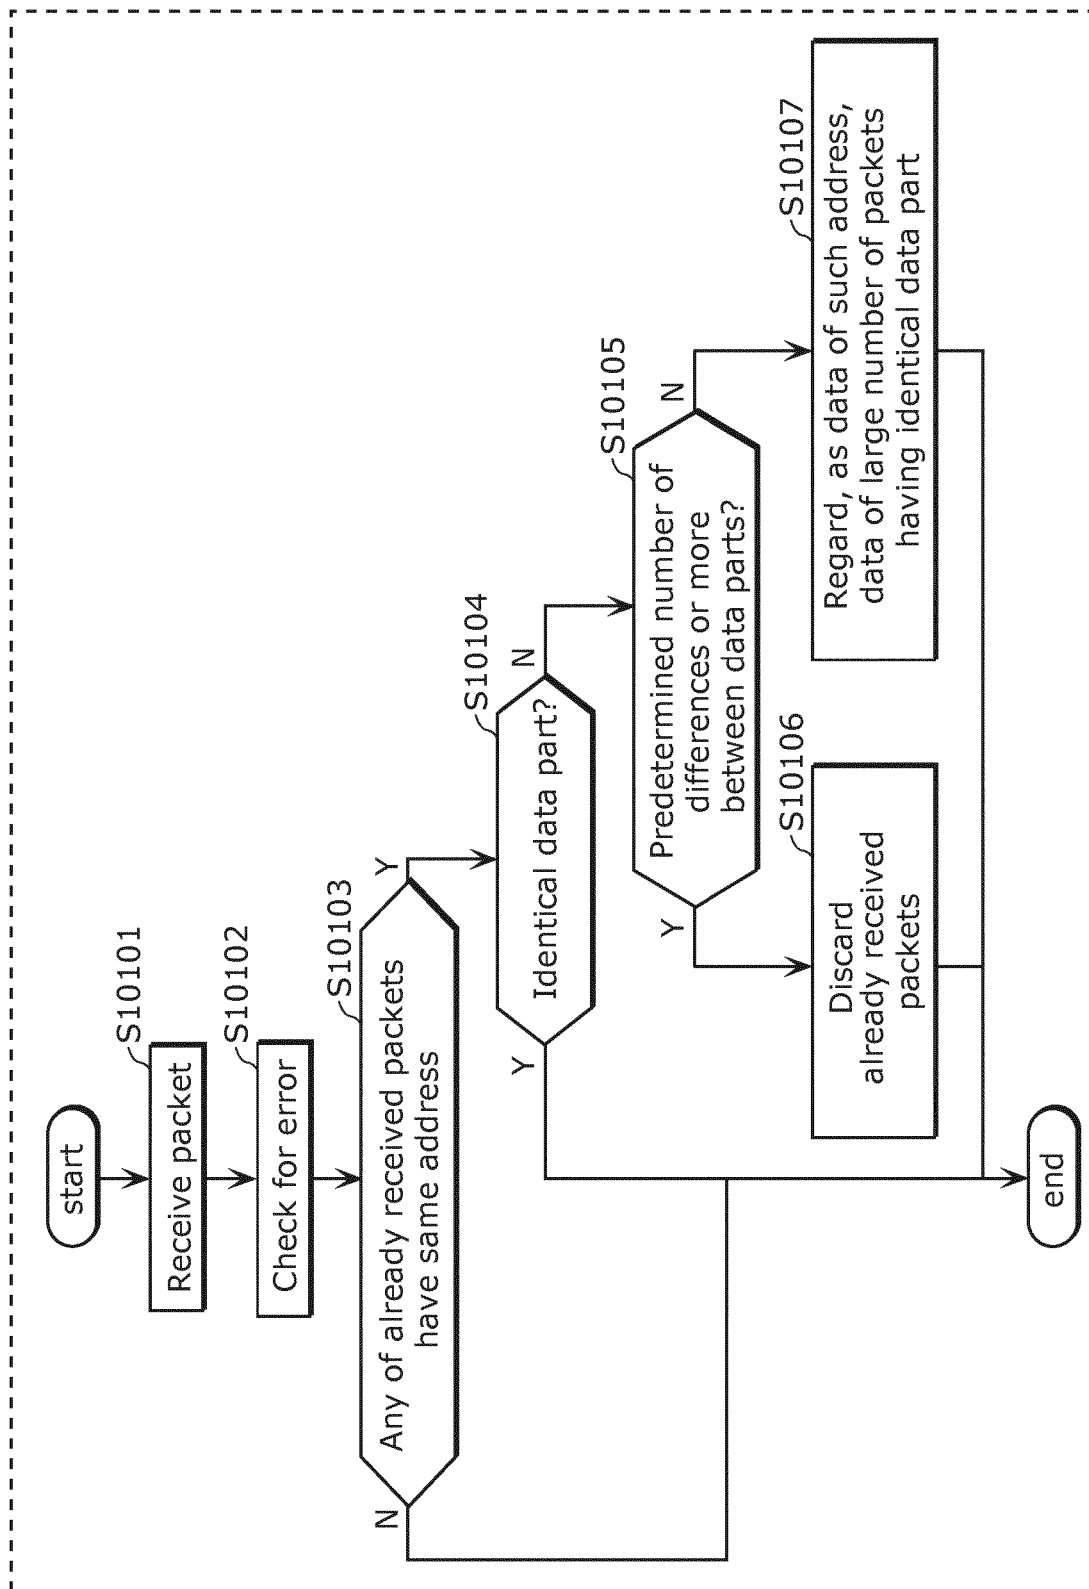 start
S10101
Receive packet
S10102
Check for error
S10103
Any of already received packets
have same address
N
Y
S10104
Identical data part?
Y
N
S10105
Predetermined number of
differences or more
between data parts?
Y
N
S10106
Discard
already received
packets
S10107
Regard, as data of such address,
data of large number of packets
having identical data part
end